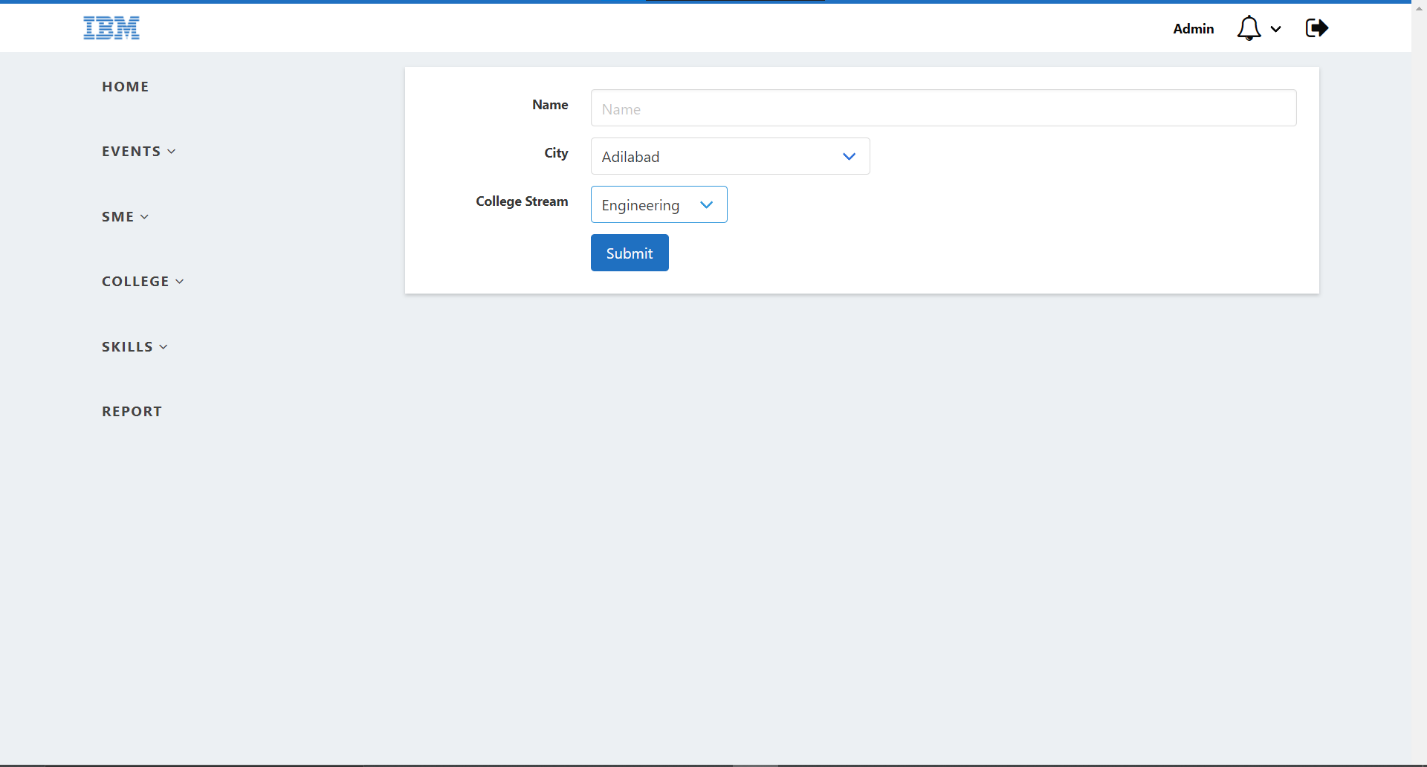 IBM
Admin
HOME
EVENTS
SME
COLLEGE
SKILLS
REPORT
Name
Name
City
Adilabad
College Stream
Engineering
Submit